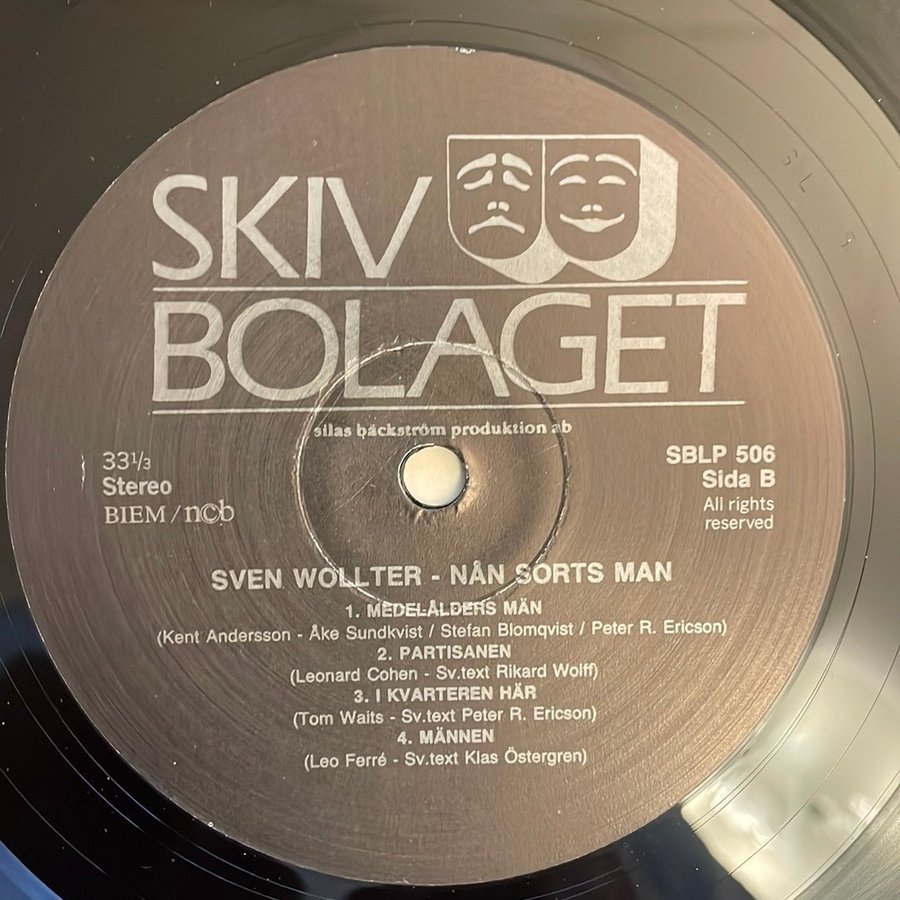 SKIV
BOLAGET
silas bäckström produktion ab
33 1/3
Stereo
BIEM / n©b
SBLP 506
Sida B
All rights
reserved
SVEN WOLLTER - NÅN SORTS MAN
1. MEDELÅLDERS MÄN
(Kent Andersson - Åke Sundkvist / Stefan Blomqvist / Peter R. Ericson)
2. PARTISANEN
(Leonard Cohen - Sv.text Rikard Wolff)
3. I KVARTEREN HÄR
(Tom Waits - Sv.text Peter R. Ericson)
4. MÄNNEN
(Leo Ferré - Sv.text Klas Östergren)